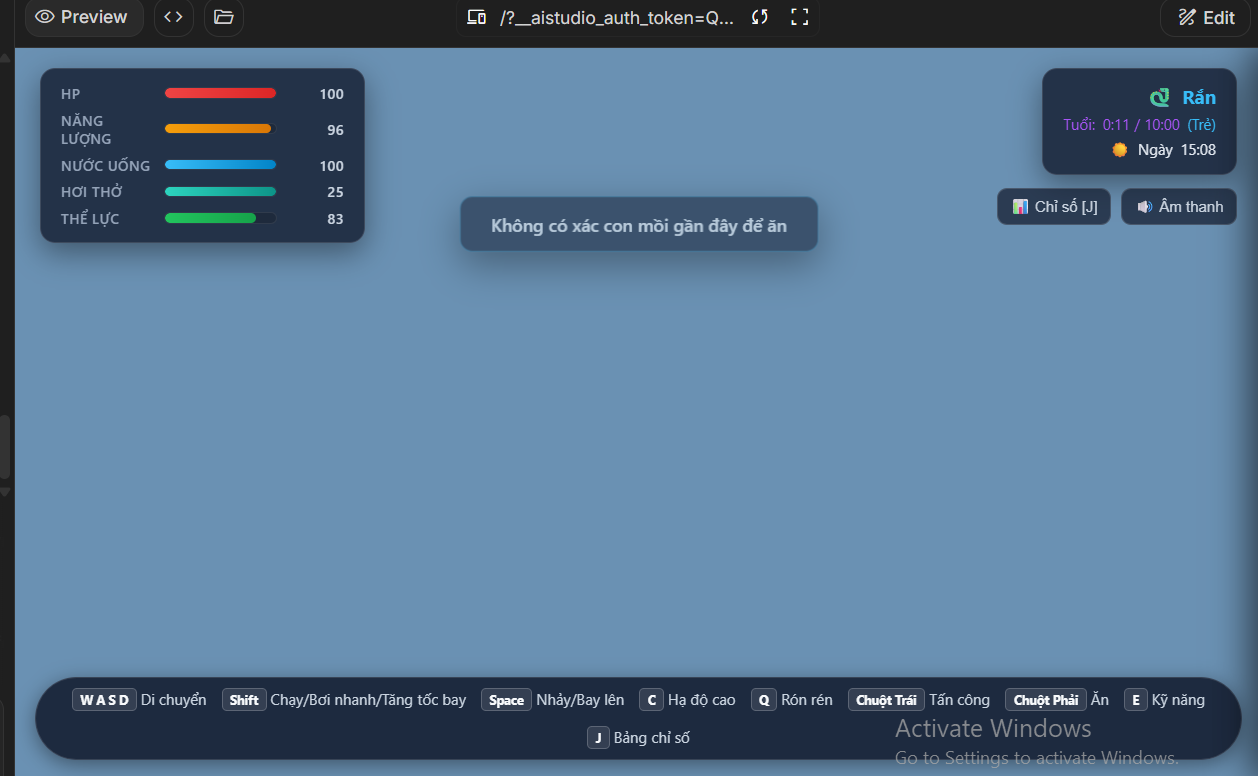 Preview
<>
/?__aistudio_auth_token=Q...
Edit
HP 100
NĂNG LƯỢNG 96
NƯỚC UỐNG 100
HƠI THỞ 25
THỂ LỰC 83
Rắn
Tuổi: 0:11 / 10:00 (Trẻ)
Ngày 15:08
Chỉ số [J]
Âm thanh
Không có xác con mồi gần đây để ăn
W A S D Di chuyển Shift Chạy/Bơi nhanh/Tăng tốc bay Space Nhảy/Bay lên C Hạ độ cao Q Rón rén Chuột Trái Tấn công Chuột Phải Ăn E Kỹ năng
J Bảng chỉ số
Activate Windows
Go to Settings to activate Windows.